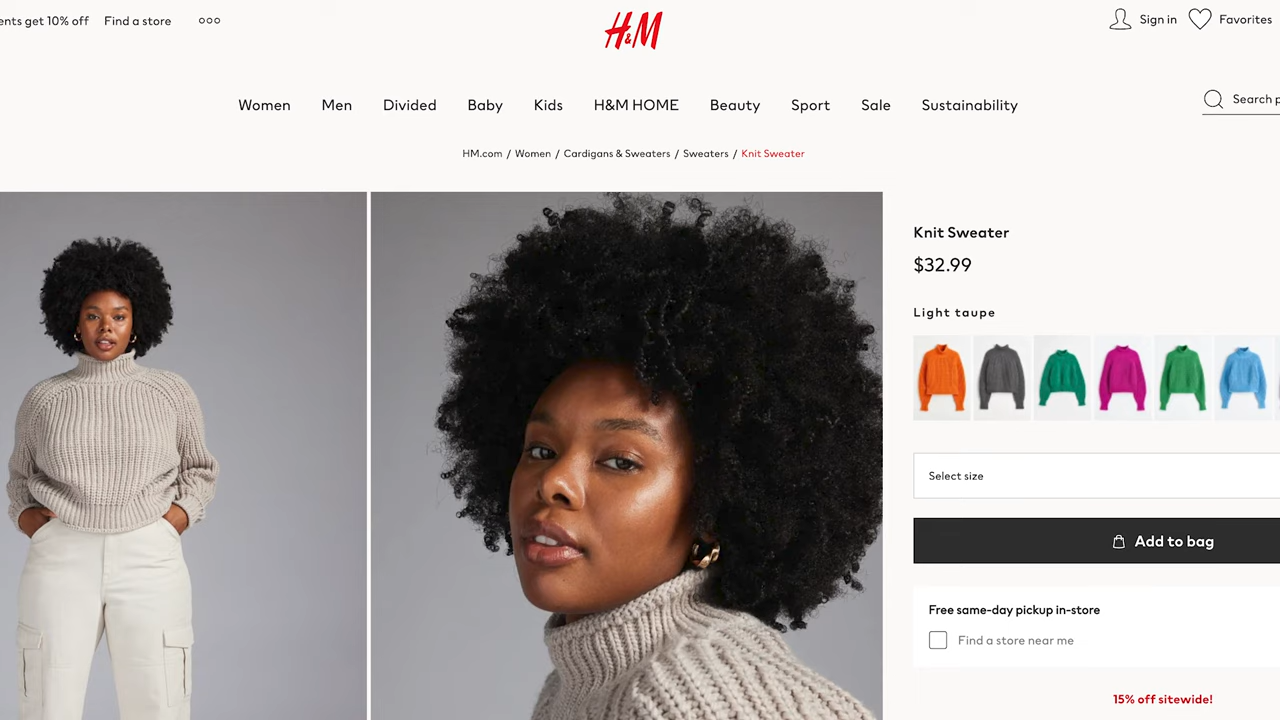 ents get 10% off Find a store
H&M
Sign in Favorites
Women Men Divided Baby Kids H&M HOME Beauty Sport Sale Sustainability
Search p
HM.com / Women / Cardigans & Sweaters / Sweaters / Knit Sweater
Knit Sweater
$32.99
Light taupe
Select size
Add to bag
Free same-day pickup in-store
Find a store near me
15% off sitewide!